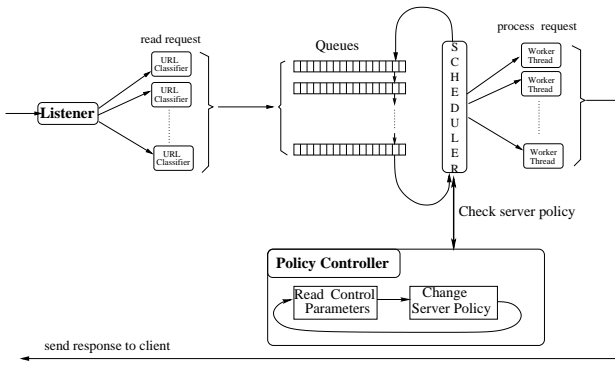 read request
Queues
process request
URL
Classifier
URL
Classifier
URL
Classifier
Listener
SCHEDULER
Worker
Thread
Worker
Thread
Worker
Thread
Check server policy
Policy Controller
Read Control
Parameters
Change
Server Policy
send response to client